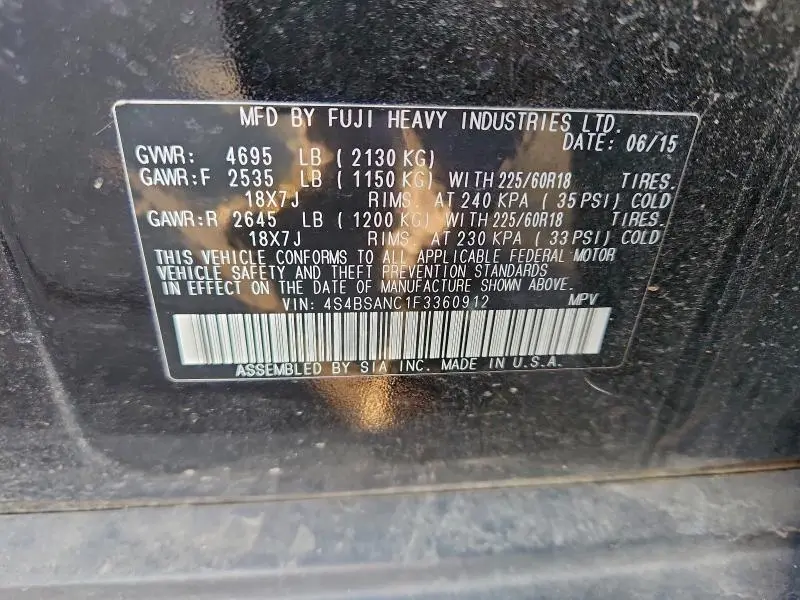 MFD BY FUJI HEAVY INDUSTRIES LTD.
DATE: 06/15
GVWR: 4695 LB ( 2130 KG)
GAWR:F 2535 LB ( 1150 KG) WITH 225/60R18 TIRES.
18X7J RIMS. AT 240 KPA ( 35 PSI) COLD
GAWR:R 2645 LB ( 1200 KG) WITH 225/60R18 TIRES.
18X7J RIMS. AT 230 KPA ( 33 PSI) COLD
THIS VEHICLE CONFORMS TO ALL APPLICABLE FEDERAL MOTOR
VEHICLE SAFETY AND THEFT PREVENTION STANDARDS
IN EFFECT ON THE DATE OF MANUFACTURE SHOWN ABOVE.
VIN: 4S4BSANC1F3360912 MPV
ASSEMBLED BY SIA INC. MADE IN U.S.A.